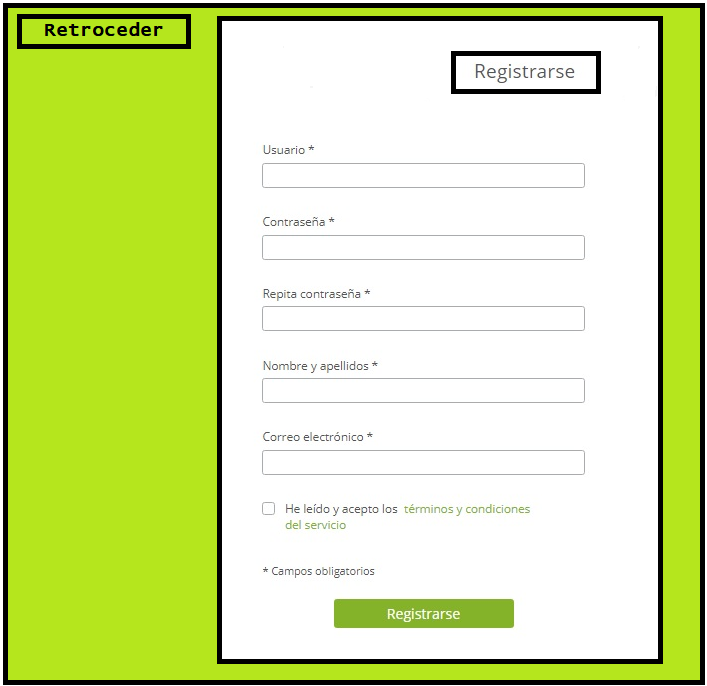 Retroceder
Registrarse
Usuario *
Contraseña *
Repita contraseña *
Nombre y apellidos *
Correo electrónico *
He leído y acepto los términos y condiciones
del servicio
* Campos obligatorios
Registrarse